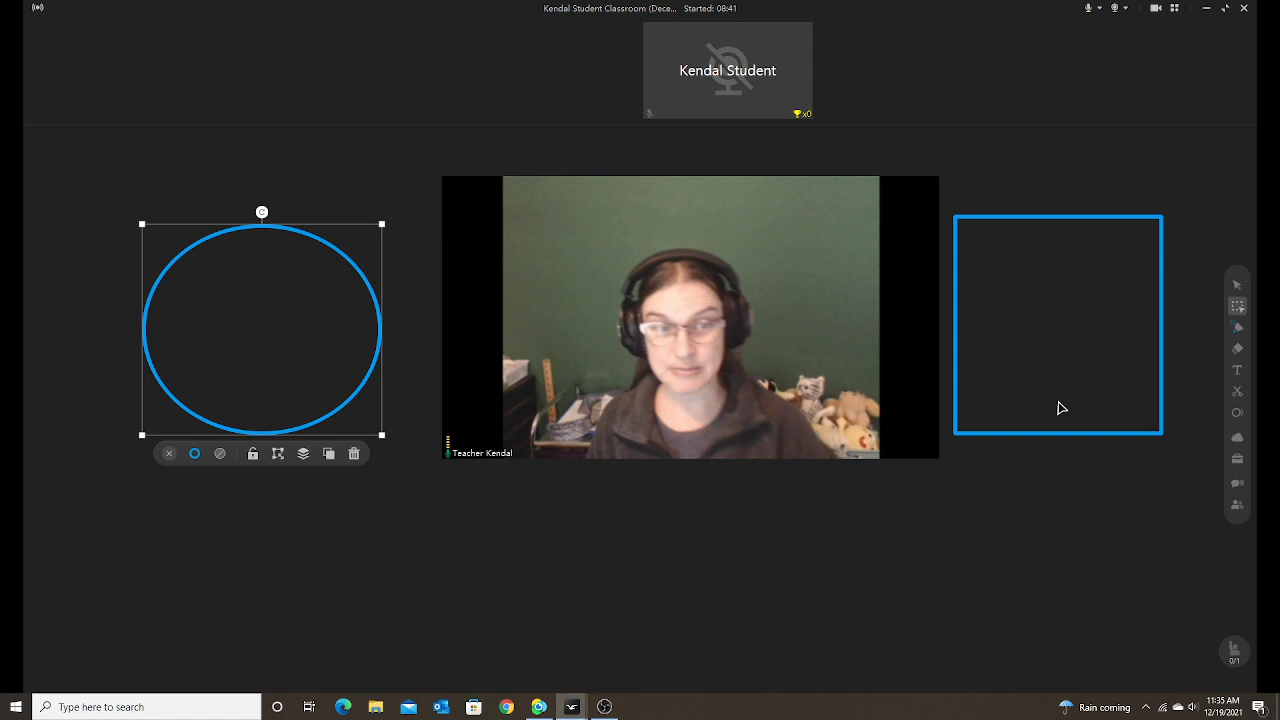 Kendal Student Classroom (Dece... Started: 08:41
Kendal Student
x0
Teacher Kendal
T
0/1
Type here to search
Rain coming
11:35 AM
12/19/2021